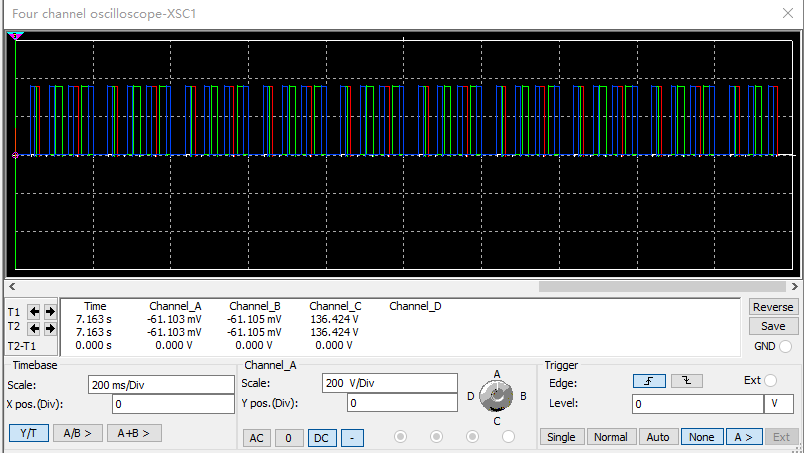 Four channel oscilloscope-XSC1
Time Channel_A Channel_B Channel_C Channel_D
T1 7.163 s -61.103 mV -61.105 mV 136.424 V
T2 7.163 s -61.103 mV -61.105 mV 136.424 V
T2-T1 0.000 s 0.000 V 0.000 V 0.000 V
Reverse
Save
GND
Timebase
Scale: 200 ms/Div
X pos.(Div): 0
Y/T A/B > A+B >
Channel_A
Scale: 200 V/Div
Y pos.(Div): 0
AC 0 DC -
A
D B
C
Trigger
Edge: Ext
Level: 0 V
Single Normal Auto None A > Ext